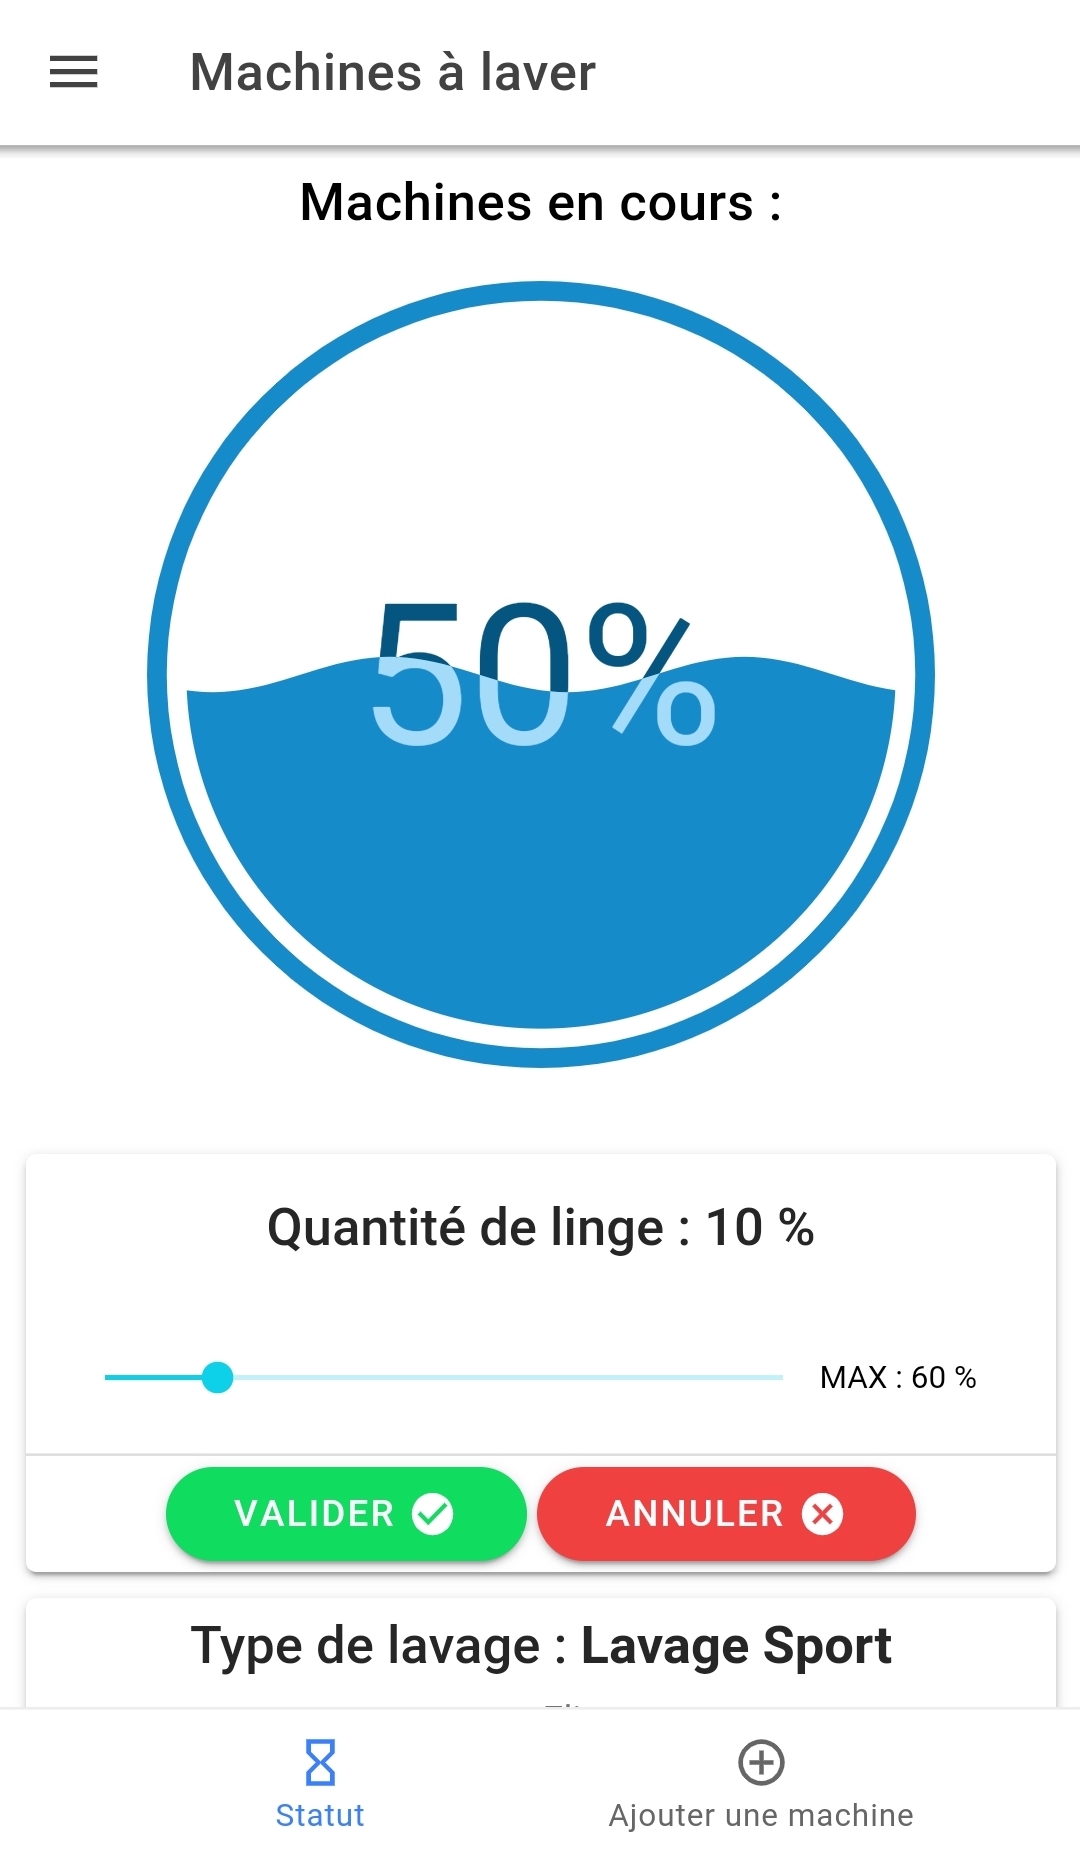 Machines à laver
Machines en cours :
50%
Quantité de linge : 10 %
MAX : 60 %
VALIDER
ANNULER
Type de lavage : Lavage Sport
Statut
Ajouter une machine